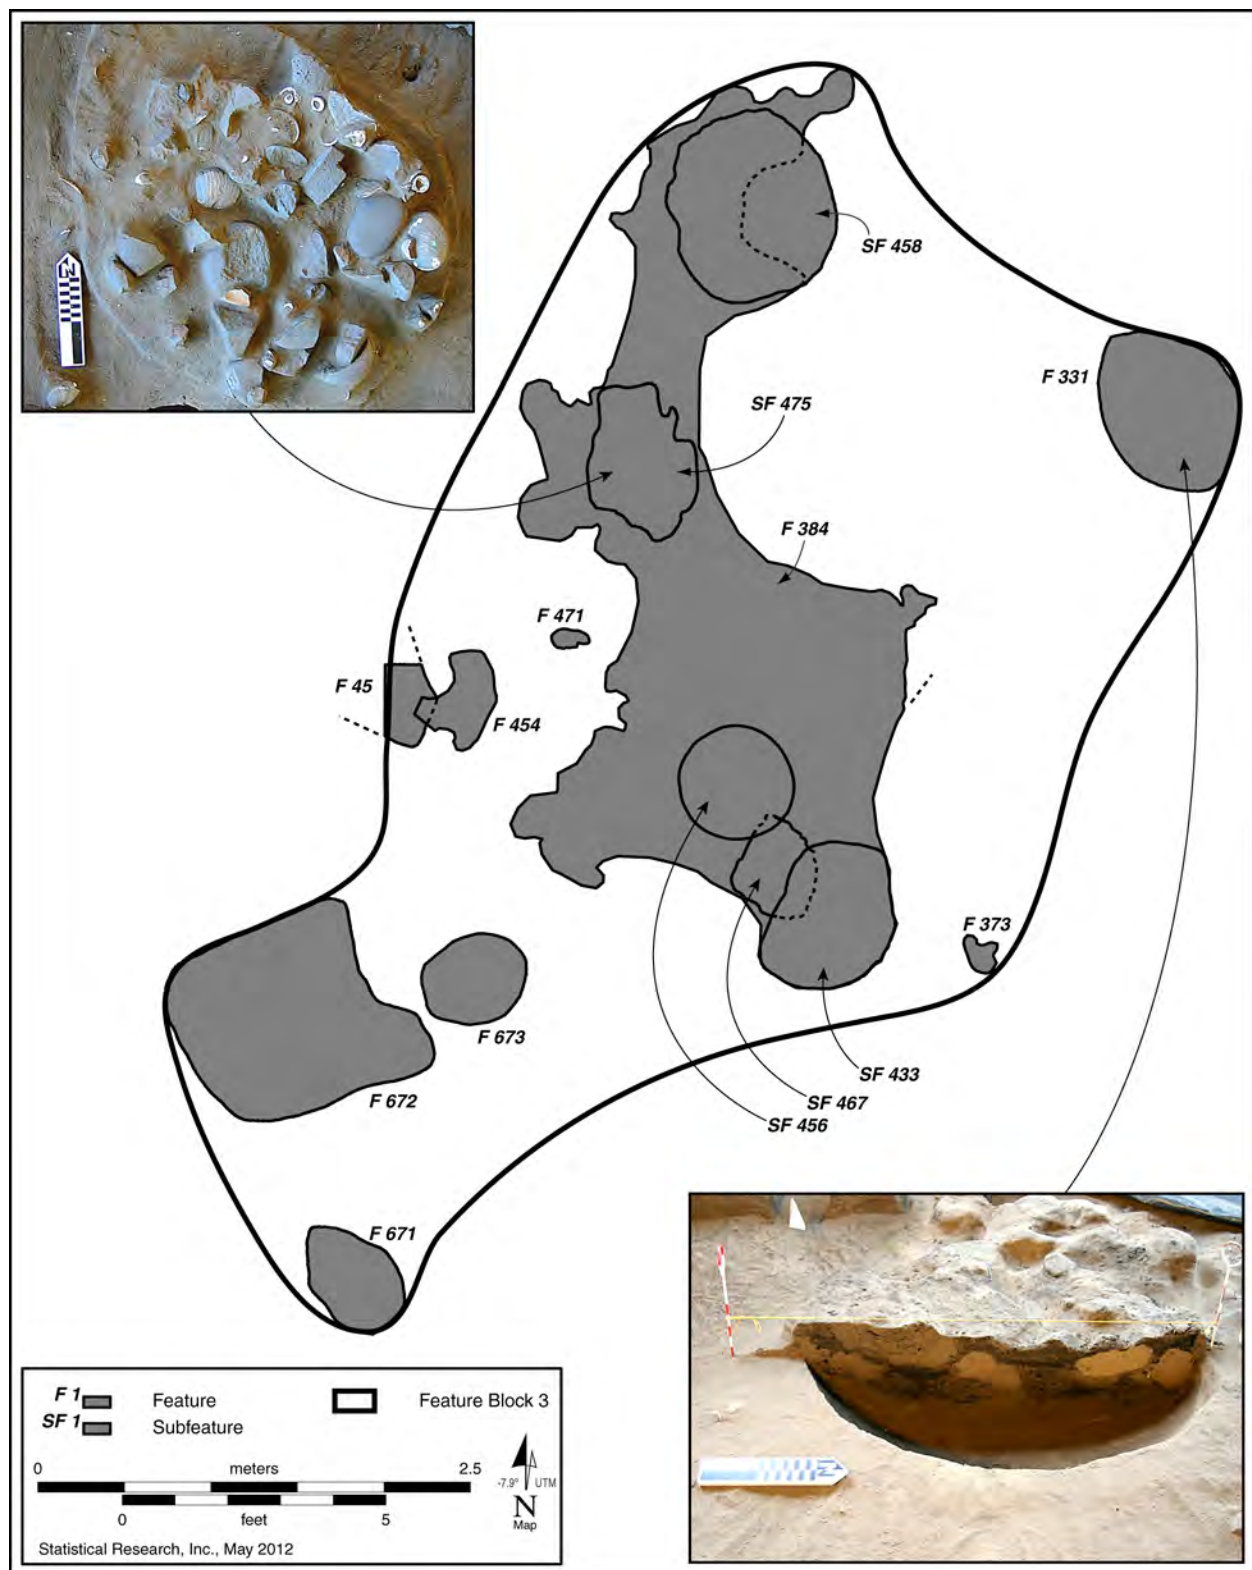 SF 458
F 331
SF 475
F 384
F 471
F 45
F 454
F 373
F 673
SF 433
F 672
SF 467
SF 456
F 671
F 1 Feature Feature Block 3
SF 1 Subfeature
0 meters 2.5
-7.9° UTM
N
Map
0 feet 5
Statistical Research, Inc., May 2012